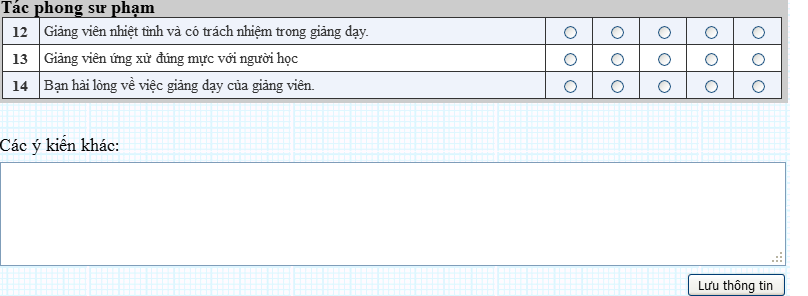 Tác phong sư phạm
12 Giảng viên nhiệt tình và có trách nhiệm trong giảng dạy.
13 Giảng viên ứng xử đúng mực với người học
14 Bạn hài lòng về việc giảng dạy của giảng viên.
Các ý kiến khác:
Lưu thông tin